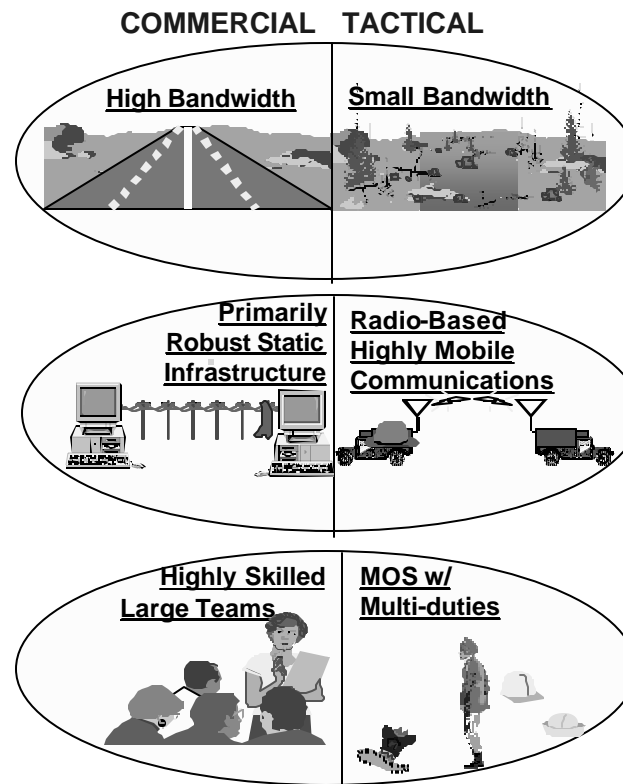 COMMERCIAL TACTICAL
High Bandwidth
Small Bandwidth
Primarily
Robust Static
Infrastructure
Radio-Based
Highly Mobile
Communications
Highly Skilled
Large Teams
MOS w/
Multi-duties